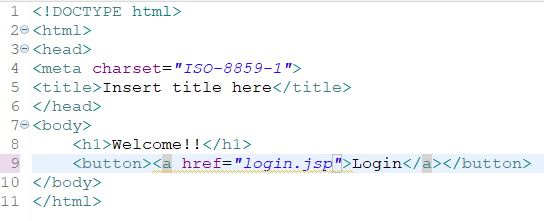 1 <!DOCTYPE html>
2 <html>
3 <head>
4 <meta charset="ISO-8859-1">
5 <title>Insert title here</title>
6 </head>
7 <body>
8     <h1>Welcome!!</h1>
9     <button><a href="login.jsp">Login</a></button>
10 </body>
11 </html>